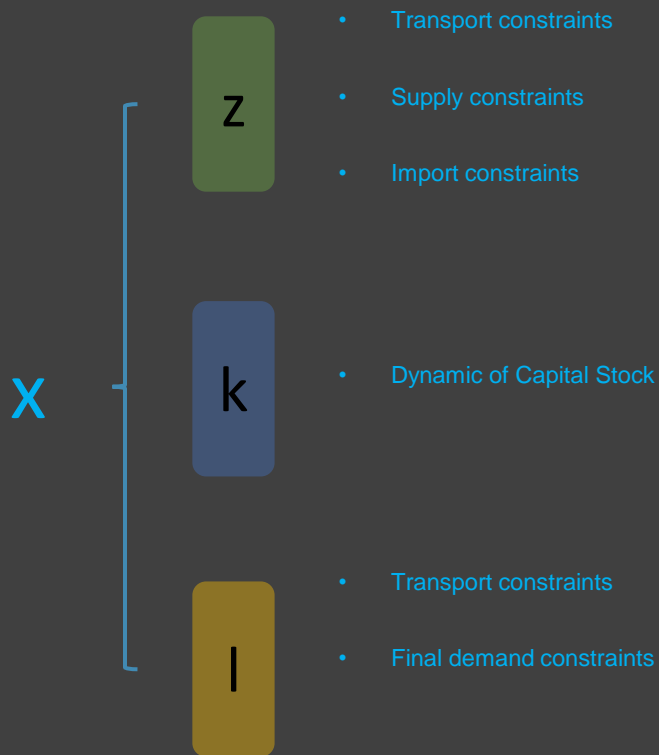 • Transport constraints
z
• Supply constraints
• Import constraints
X
k
• Dynamic of Capital Stock
• Transport constraints
l
• Final demand constraints